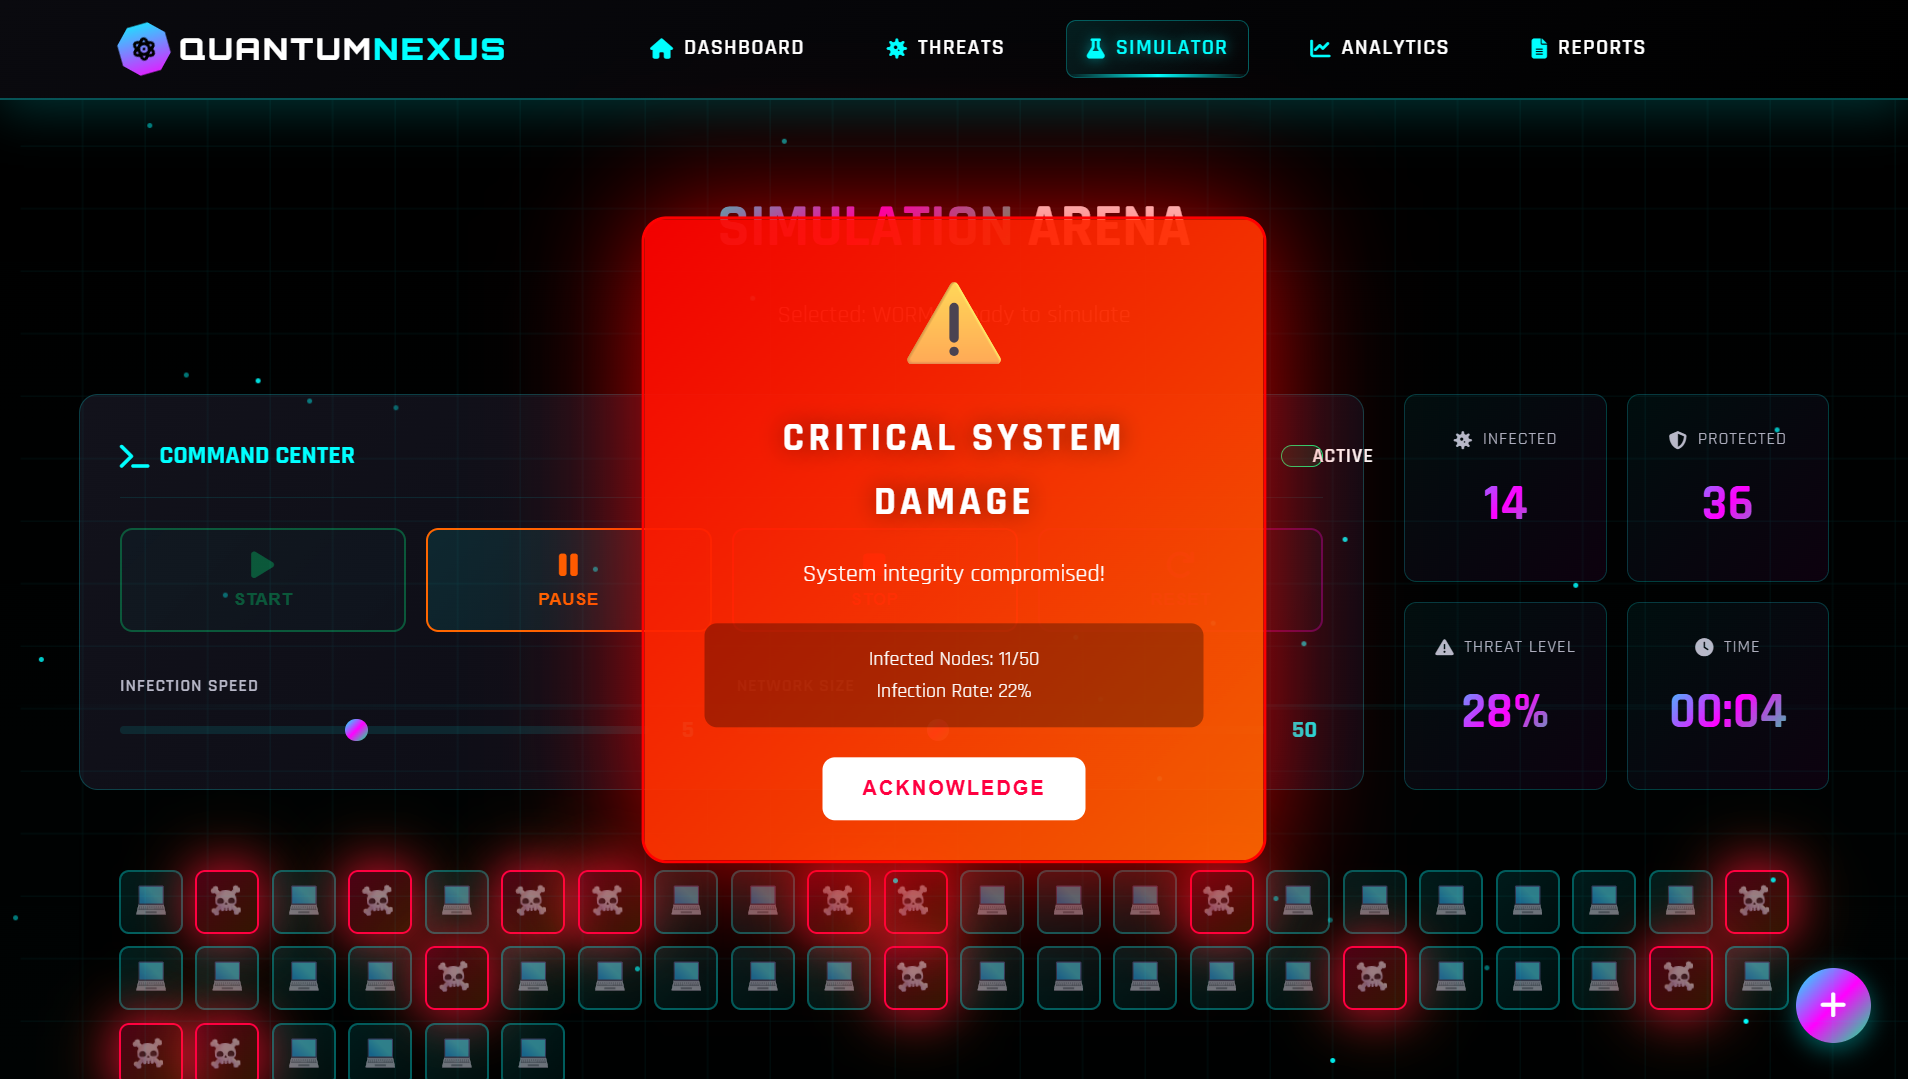 QUANTUMNEXUS
DASHBOARD
THREATS
SIMULATOR
ANALYTICS
REPORTS
SIMULATION ARENA
Selected: WORM ready to simulate
CRITICAL SYSTEM
DAMAGE
System integrity compromised!
Infected Nodes: 11/50
Infection Rate: 22%
ACKNOWLEDGE
COMMAND CENTER
ACTIVE
START
PAUSE
STOP
INFECTION SPEED
5
NETWORK SIZE
50
INFECTED
14
PROTECTED
36
THREAT LEVEL
28%
TIME
00:04